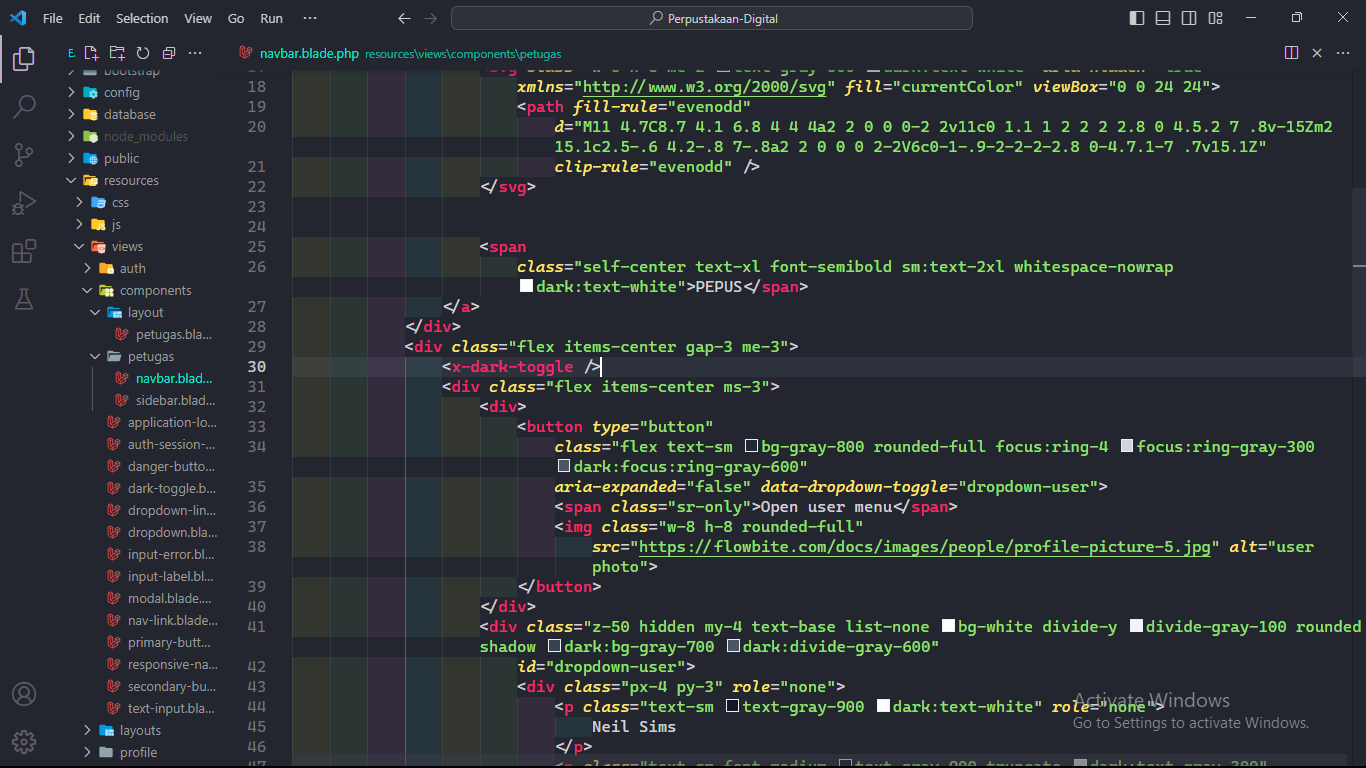 File Edit Selection View Go Run ··· Perpustakaan-Digital
E. navbar.blade.php resources\views\components\petugas
bootstrap
config
database
node_modules
public
resources
css
js
views
auth
components
layout
petugas.bla...
petugas
navbar.blad...
sidebar.blad...
application-lo...
auth-session-...
danger-butto...
dark-toggle.b...
dropdown-lin...
dropdown.bla...
input-error.bl...
input-label.bl...
modal.blade....
nav-link.blade...
primary-butt...
responsive-na...
secondary-bu...
text-input.bla...
layouts
profile
18 xmlns="http://www.w3.org/2000/svg" fill="currentColor" viewBox="0 0 24 24">
19 <path fill-rule="evenodd"
20 d="M11 4.7C8.7 4.1 6.8 4 4 4a2 2 0 0 0-2 2v11c0 1.1 1 2 2 2 2.8 0 4.5.2 7 .8v-15Zm2
15.1c2.5-.6 4.2-.8 7-.8a2 2 0 0 0 2-2V6c0-1-.9-2-2-2-2.8 0-4.7.1-7 .7v15.1Z"
21 clip-rule="evenodd" />
22 </svg>
23
24
25 <span
26 class="self-center text-xl font-semibold sm:text-2xl whitespace-nowrap
dark:text-white">PEPUS</span>
27 </a>
28 </div>
29 <div class="flex items-center gap-3 me-3">
30 <x-dark-toggle />
31 <div class="flex items-center ms-3">
32 <div>
33 <button type="button"
34 class="flex text-sm bg-gray-800 rounded-full focus:ring-4 focus:ring-gray-300
dark:focus:ring-gray-600"
35 aria-expanded="false" data-dropdown-toggle="dropdown-user">
36 <span class="sr-only">Open user menu</span>
37 <img class="w-8 h-8 rounded-full"
38 src="https://flowbite.com/docs/images/people/profile-picture-5.jpg" alt="user
photo">
39 </button>
40 </div>
41 <div class="z-50 hidden my-4 text-base list-none bg-white divide-y divide-gray-100 rounded
shadow dark:bg-gray-700 dark:divide-gray-600"
42 id="dropdown-user">
43 <div class="px-4 py-3" role="none">
44 <p class="text-sm text-gray-900 dark:text-white" role="none">
45 Neil Sims
46 </p>
Activate Windows
Go to Settings to activate Windows.